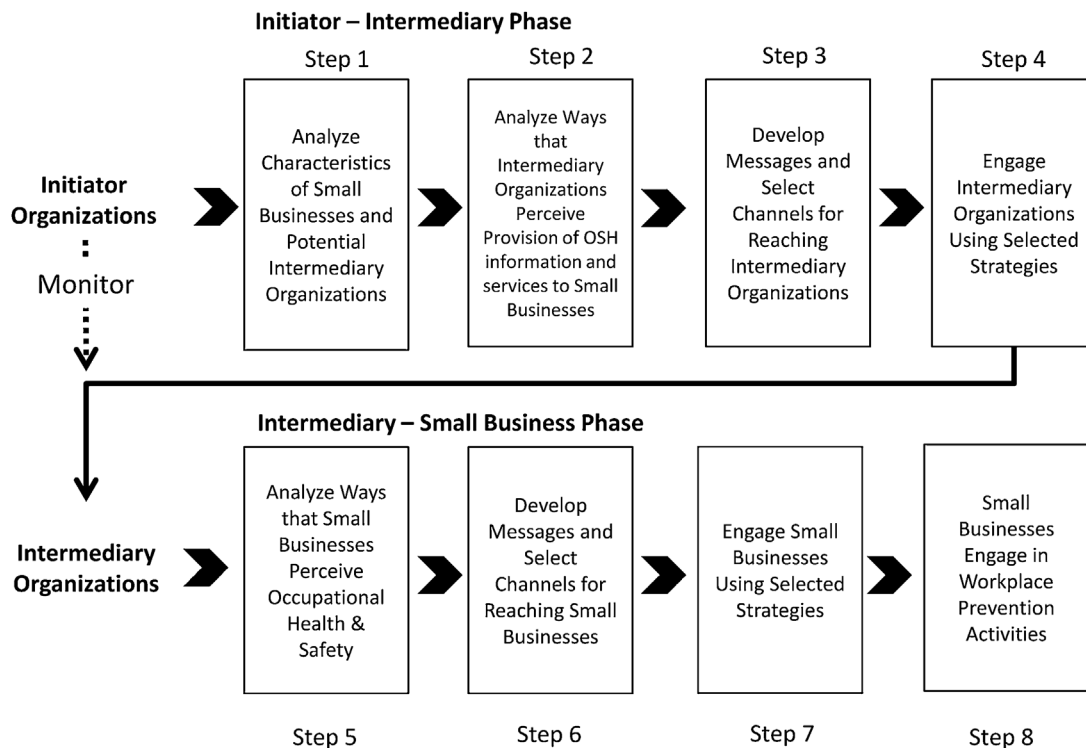 Initiator – Intermediary Phase
Step 1
Step 2
Step 3
Step 4
Initiator
Organizations
Monitor
Analyze
Characteristics
of Small
Businesses and
Potential
Intermediary
Organizations
Analyze Ways
that
Intermediary
Organizations
Perceive
Provision of OSH
information and
services to Small
Businesses
Develop
Messages and
Select
Channels for
Reaching
Intermediary
Organizations
Engage
Intermediary
Organizations
Using Selected
Strategies
Intermediary – Small Business Phase
Intermediary
Organizations
Analyze Ways
that Small
Businesses
Perceive
Occupational
Health &
Safety
Develop
Messages and
Select
Channels for
Reaching Small
Businesses
Engage Small
Businesses
Using Selected
Strategies
Small
Businesses
Engage in
Workplace
Prevention
Activities
Step 5
Step 6
Step 7
Step 8